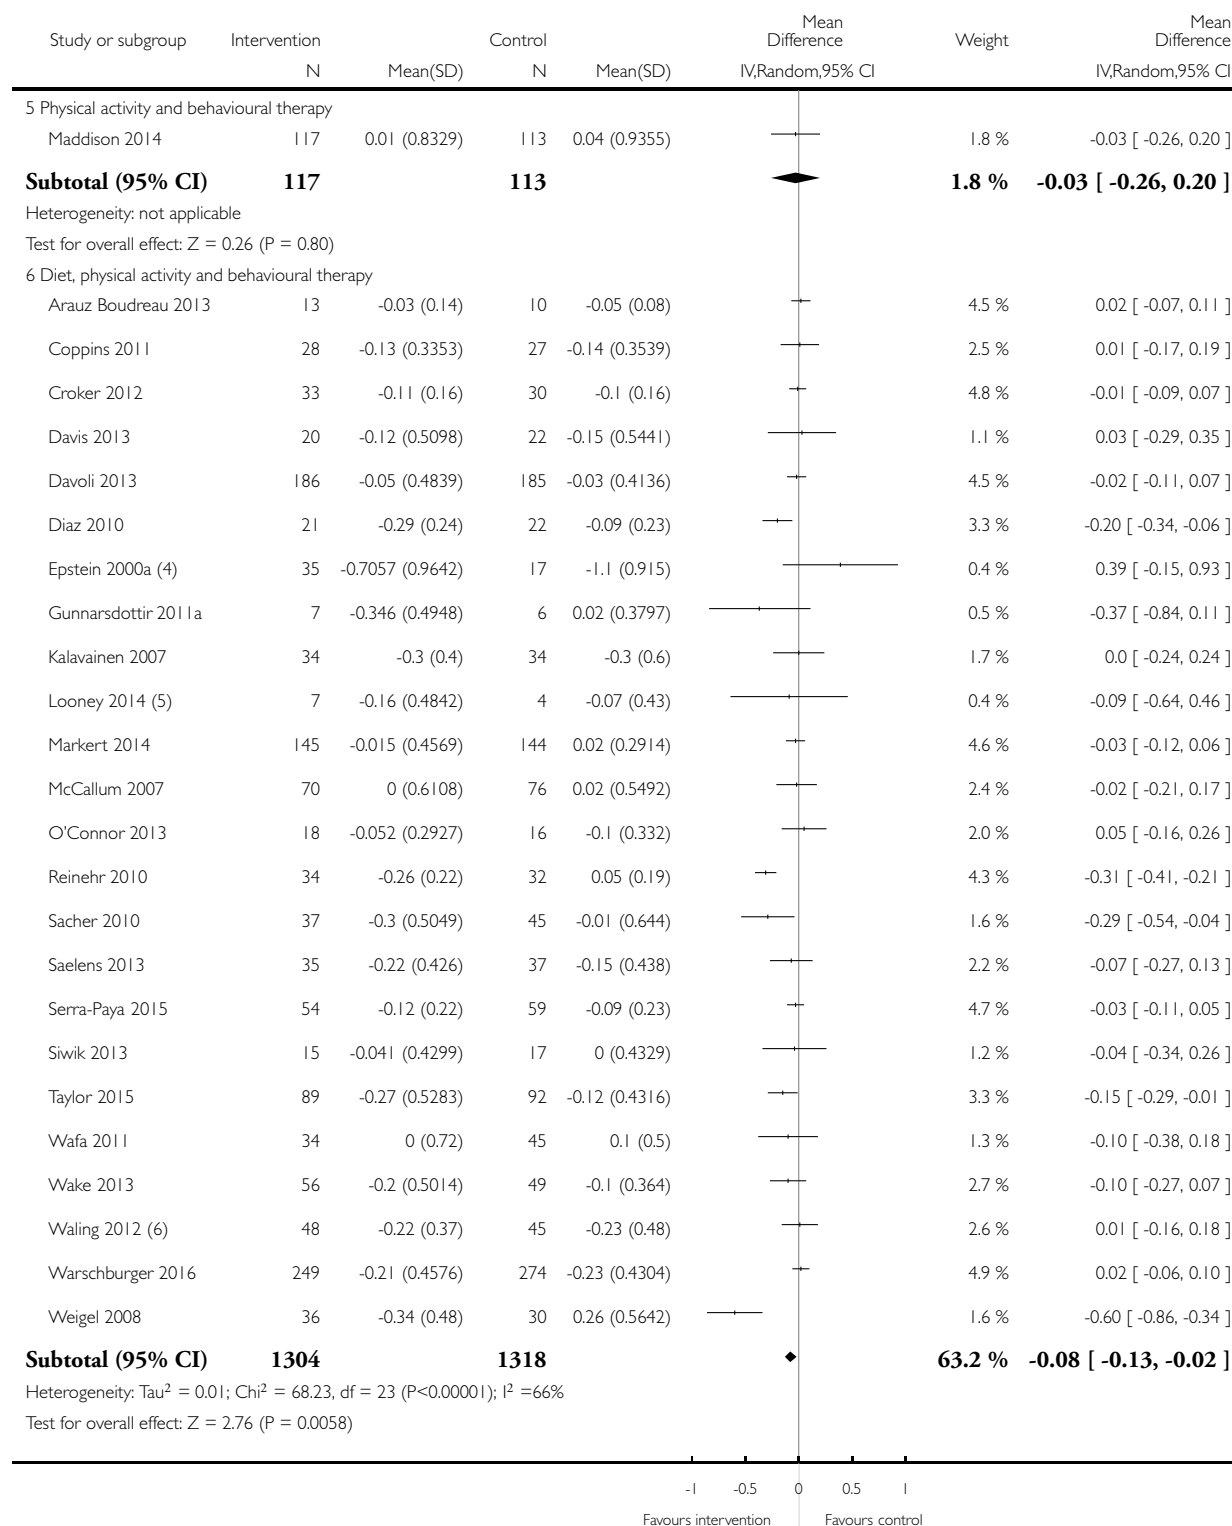 Study or subgroup Intervention Control Mean Difference Weight Mean Difference
N Mean(SD) N Mean(SD) IV,Random,95% CI IV,Random,95% CI
5 Physical activity and behavioural therapy
Maddison 2014 117 0.01 (0.8329) 113 0.04 (0.9355) 1.8 % -0.03 [ -0.26, 0.20 ]
Subtotal (95% CI) 117 113 1.8 % -0.03 [ -0.26, 0.20 ]
Heterogeneity: not applicable
Test for overall effect: Z = 0.26 (P = 0.80)
6 Diet, physical activity and behavioural therapy
Arauz Boudreau 2013 13 -0.03 (0.14) 10 -0.05 (0.08) 4.5 % 0.02 [ -0.07, 0.11 ]
Coppins 2011 28 -0.13 (0.3353) 27 -0.14 (0.3539) 2.5 % 0.01 [ -0.17, 0.19 ]
Croker 2012 33 -0.11 (0.16) 30 -0.1 (0.16) 4.8 % -0.01 [ -0.09, 0.07 ]
Davis 2013 20 -0.12 (0.5098) 22 -0.15 (0.5441) 1.1 % 0.03 [ -0.29, 0.35 ]
Davoli 2013 186 -0.05 (0.4839) 185 -0.03 (0.4136) 4.5 % -0.02 [ -0.11, 0.07 ]
Diaz 2010 21 -0.29 (0.24) 22 -0.09 (0.23) 3.3 % -0.20 [ -0.34, -0.06 ]
Epstein 2000a (4) 35 -0.7057 (0.9642) 17 -1.1 (0.915) 0.4 % 0.39 [ -0.15, 0.93 ]
Gunnarsdottir 2011a 7 -0.346 (0.4948) 6 0.02 (0.3797) 0.5 % -0.37 [ -0.84, 0.11 ]
Kalavainen 2007 34 -0.3 (0.4) 34 -0.3 (0.6) 1.7 % 0.0 [ -0.24, 0.24 ]
Looney 2014 (5) 7 -0.16 (0.4842) 4 -0.07 (0.43) 0.4 % -0.09 [ -0.64, 0.46 ]
Markert 2014 145 -0.015 (0.4569) 144 0.02 (0.2914) 4.6 % -0.03 [ -0.12, 0.06 ]
McCallum 2007 70 0 (0.6108) 76 0.02 (0.5492) 2.4 % -0.02 [ -0.21, 0.17 ]
O'Connor 2013 18 -0.052 (0.2927) 16 -0.1 (0.332) 2.0 % 0.05 [ -0.16, 0.26 ]
Reinehr 2010 34 -0.26 (0.22) 32 0.05 (0.19) 4.3 % -0.31 [ -0.41, -0.21 ]
Sacher 2010 37 -0.3 (0.5049) 45 -0.01 (0.644) 1.6 % -0.29 [ -0.54, -0.04 ]
Saelens 2013 35 -0.22 (0.426) 37 -0.15 (0.438) 2.2 % -0.07 [ -0.27, 0.13 ]
Serra-Paya 2015 54 -0.12 (0.22) 59 -0.09 (0.23) 4.7 % -0.03 [ -0.11, 0.05 ]
Siwik 2013 15 -0.041 (0.4299) 17 0 (0.4329) 1.2 % -0.04 [ -0.34, 0.26 ]
Taylor 2015 89 -0.27 (0.5283) 92 -0.12 (0.4316) 3.3 % -0.15 [ -0.29, -0.01 ]
Wafa 2011 34 0 (0.72) 45 0.1 (0.5) 1.3 % -0.10 [ -0.38, 0.18 ]
Wake 2013 56 -0.2 (0.5014) 49 -0.1 (0.364) 2.7 % -0.10 [ -0.27, 0.07 ]
Waling 2012 (6) 48 -0.22 (0.37) 45 -0.23 (0.48) 2.6 % 0.01 [ -0.16, 0.18 ]
Warschburger 2016 249 -0.21 (0.4576) 274 -0.23 (0.4304) 4.9 % 0.02 [ -0.06, 0.10 ]
Weigel 2008 36 -0.34 (0.48) 30 0.26 (0.5642) 1.6 % -0.60 [ -0.86, -0.34 ]
Subtotal (95% CI) 1304 1318 63.2 % -0.08 [ -0.13, -0.02 ]
Heterogeneity: Tau² = 0.01; Chi² = 68.23, df = 23 (P<0.00001); I² =66%
Test for overall effect: Z = 2.76 (P = 0.0058)
-1 -0.5 0 0.5 1
Favours intervention Favours control